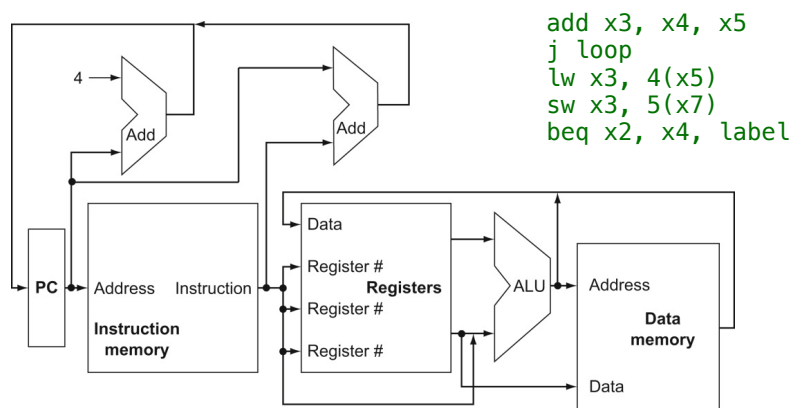 add x3, x4, x5
j loop
lw x3, 4(x5)
sw x3, 5(x7)
beq x2, x4, label
4
Add
Add
Data
Register #
Register #
Register #
Registers
PC
Address
Instruction
Instruction
memory
ALU
Address
Data
memory
Data